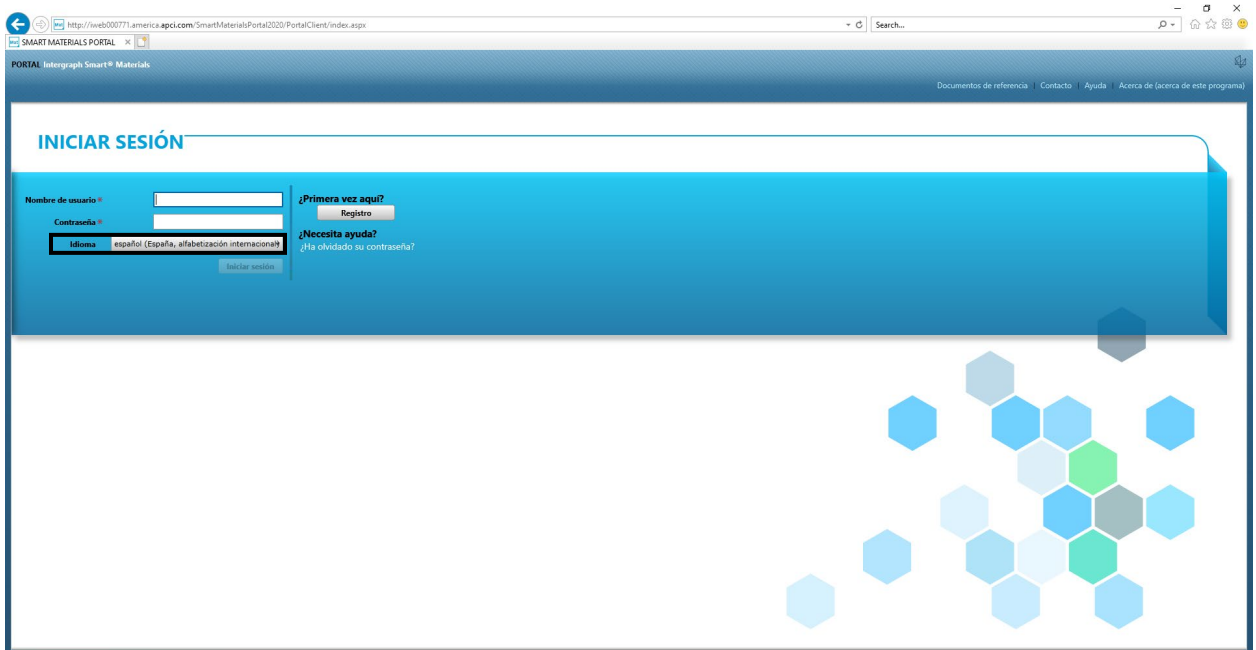 http://iweb000771.america.apci.com/SmartMaterialsPortal2020/PortalClient/index.aspx
Search...
SMART MATERIALS PORTAL
PORTAL Intergraph Smart® Materials
Documentos de referencia | Contacto | Ayuda | Acerca de (acerca de este programa)
INICIAR SESIÓN
Nombre de usuario *
Contraseña *
Idioma español (España, alfabetización internacional)
Iniciar sesión
¿Primera vez aquí?
Registro
¿Necesita ayuda?
¿Ha olvidado su contraseña?